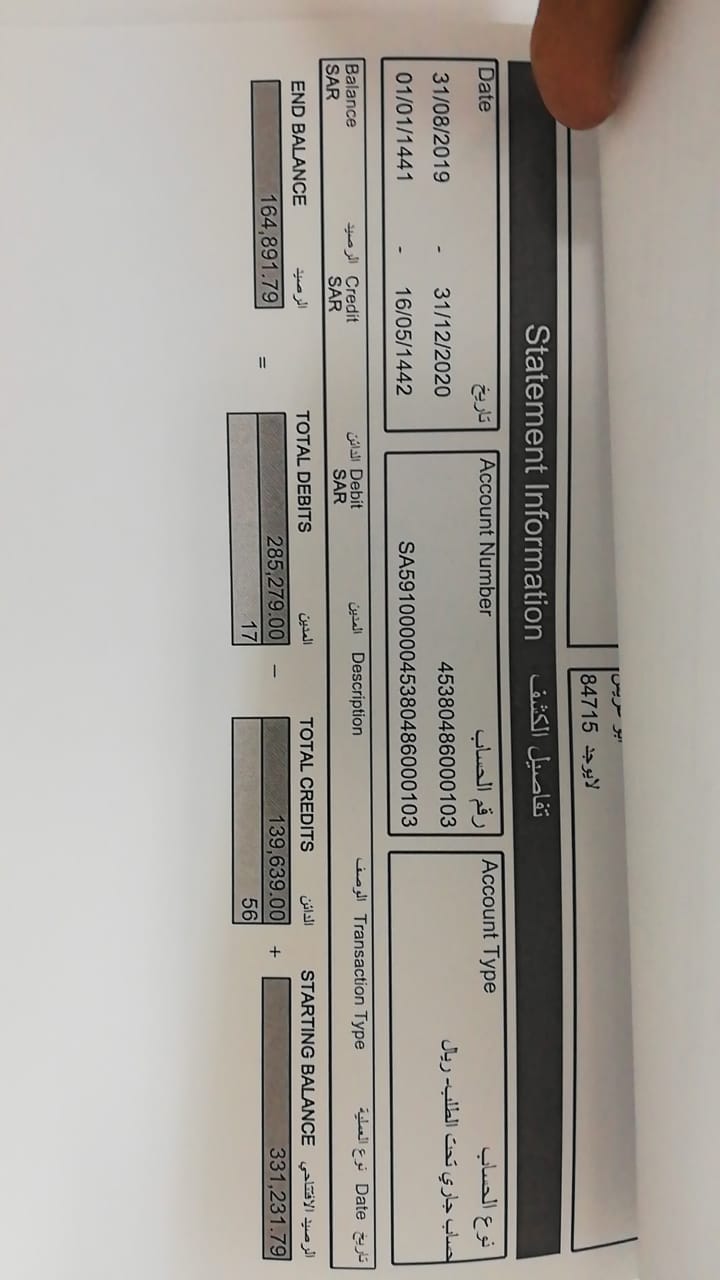 لايوجد 84715
Statement Information تفاصيل الكشف
Date تاريخ
31/08/2019 - 31/12/2020
01/01/1441 - 16/05/1442
Account Number رقم الحساب
45380486000103
SA5910000045380486000103
Account Type نوع الحساب
حساب جاري تحت الطلب- ريال
Balance الرصيد Credit الدائن Debit المدين Description الوصف Transaction Type نوع العملية Date تاريخ
SAR SAR SAR
END BALANCE الرصيد TOTAL DEBITS المدين TOTAL CREDITS الدائن STARTING BALANCE الرصيد الافتتاحي
164,891.79 = 285,279.00 – 139,639.00 + 331,231.79
17 56